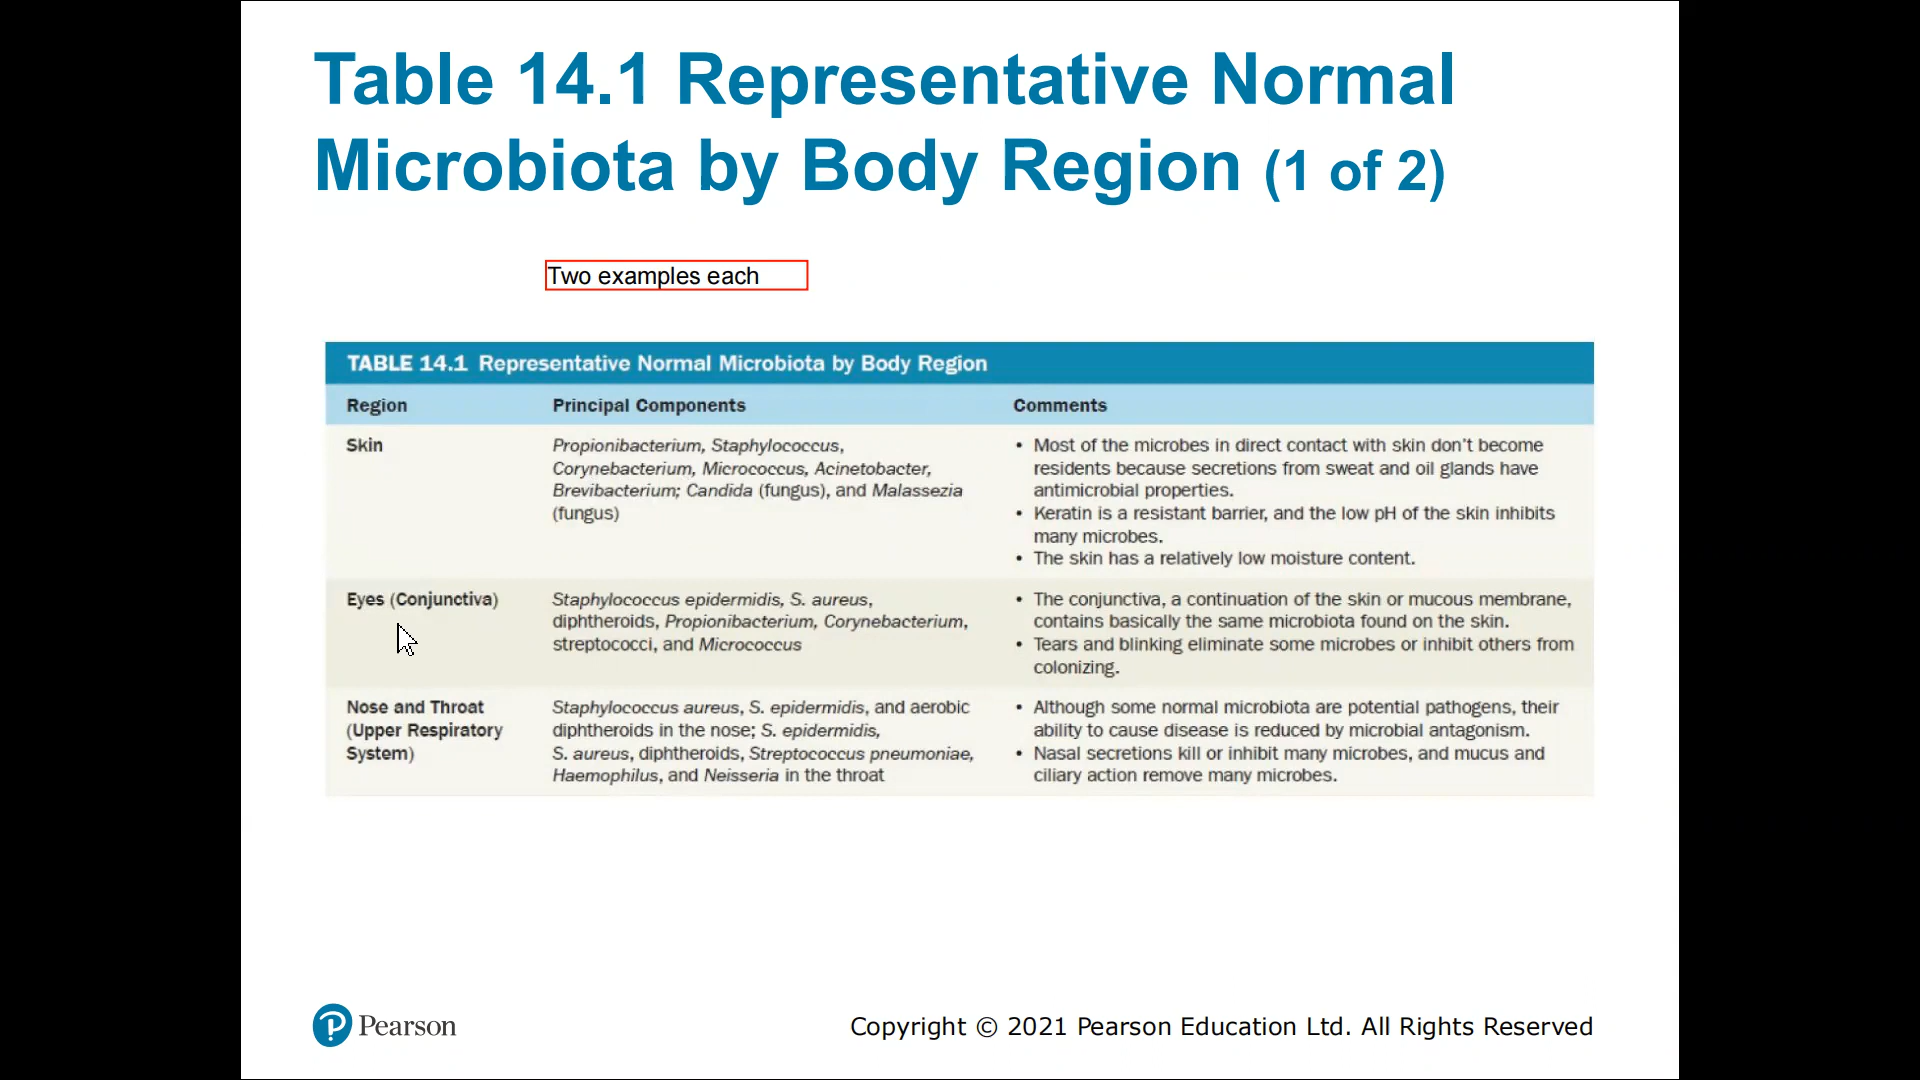 Table 14.1 Representative Normal
Microbiota by Body Region (1 of 2)
Two examples each
TABLE 14.1 Representative Normal Microbiota by Body Region
Region Principal Components Comments
Skin
Propionibacterium, Staphylococcus,
Corynebacterium, Micrococcus, Acinetobacter,
Brevibacterium; Candida (fungus), and Malassezia
(fungus)
• Most of the microbes in direct contact with skin don't become
residents because secretions from sweat and oil glands have
antimicrobial properties.
• Keratin is a resistant barrier, and the low pH of the skin inhibits
many microbes.
• The skin has a relatively low moisture content.
Eyes (Conjunctiva)
Staphylococcus epidermidis, S. aureus,
diphtheroids, Propionibacterium, Corynebacterium,
streptococci, and Micrococcus
• The conjunctiva, a continuation of the skin or mucous membrane,
contains basically the same microbiota found on the skin.
• Tears and blinking eliminate some microbes or inhibit others from
colonizing.
Nose and Throat
(Upper Respiratory
System)
Staphylococcus aureus, S. epidermidis, and aerobic
diphtheroids in the nose; S. epidermidis,
S. aureus, diphtheroids, Streptococcus pneumoniae,
Haemophilus, and Neisseria in the throat
• Although some normal microbiota are potential pathogens, their
ability to cause disease is reduced by microbial antagonism.
• Nasal secretions kill or inhibit many microbes, and mucus and
ciliary action remove many microbes.
Pearson
Copyright © 2021 Pearson Education Ltd. All Rights Reserved